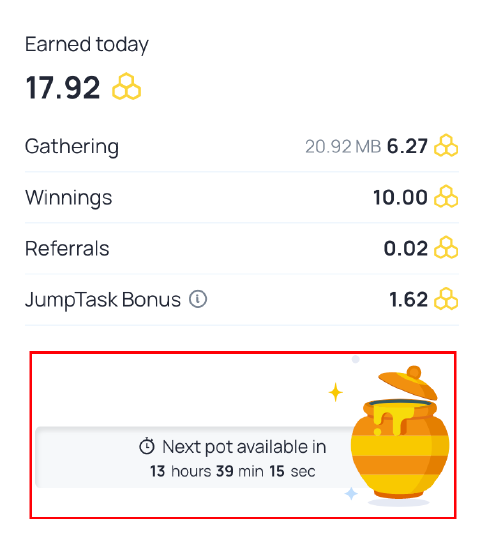 Earned today
17.92
Gathering 20.92 MB 6.27
Winnings 10.00
Referrals 0.02
JumpTask Bonus 1.62
Next pot available in
13 hours 39 min 15 sec